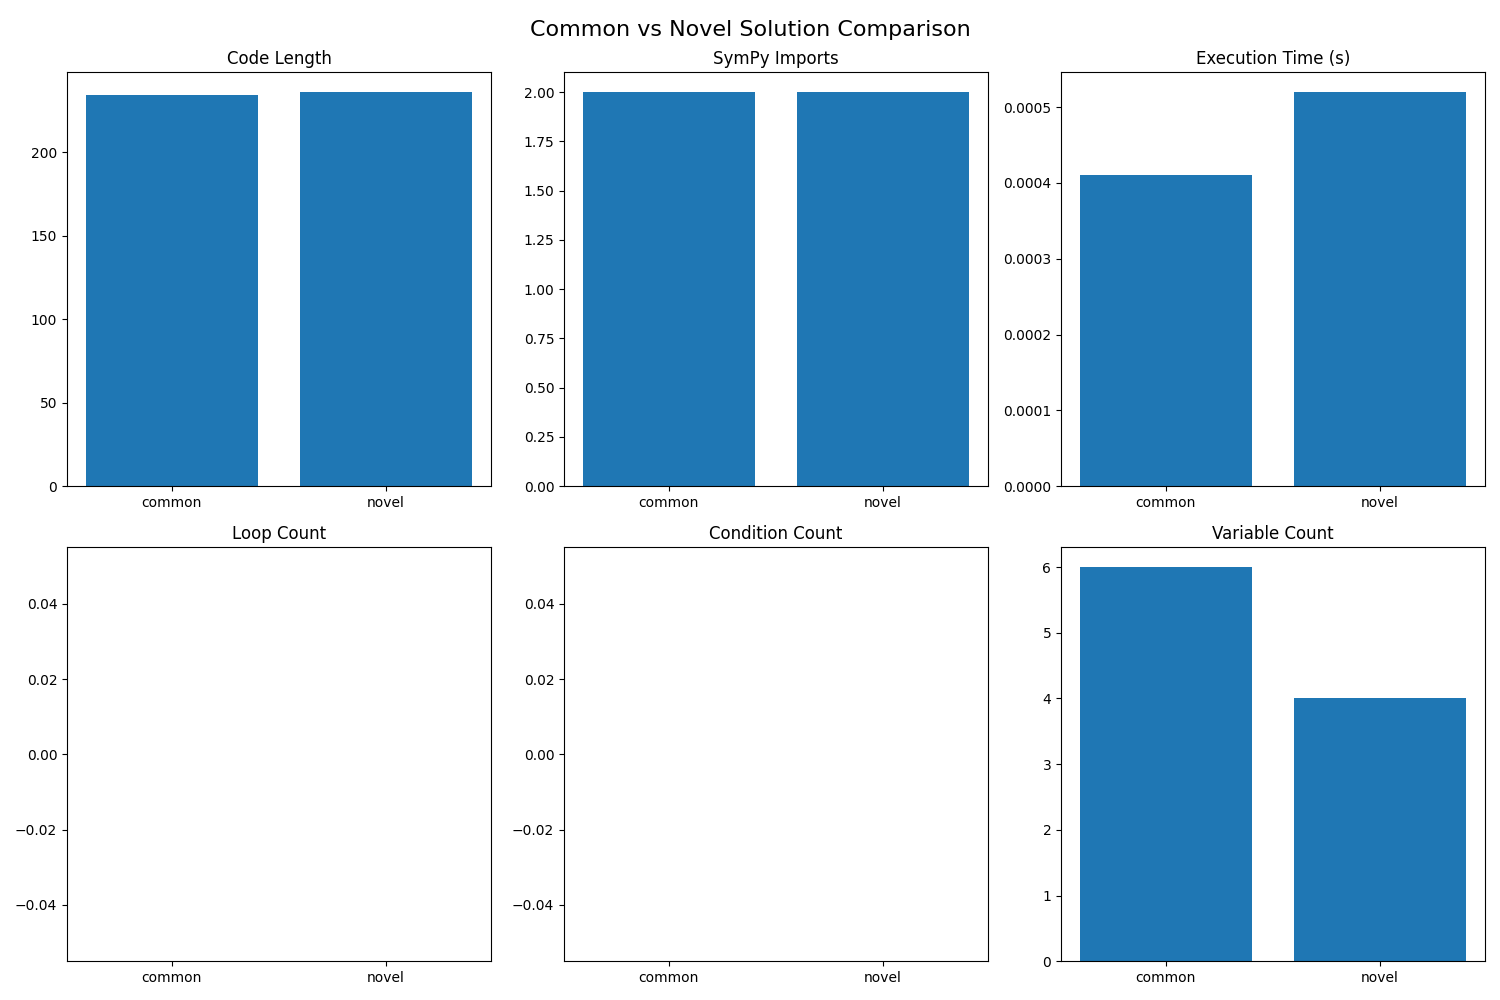 Common vs Novel Solution Comparison
Code Length
200
150
100
50
0
common novel
SymPy Imports
2.00
1.75
1.50
1.25
1.00
0.75
0.50
0.25
0.00
common novel
Execution Time (s)
0.0005
0.0004
0.0003
0.0002
0.0001
0.0000
common novel
Loop Count
0.04
0.02
0.00
−0.02
−0.04
common novel
Condition Count
0.04
0.02
0.00
−0.02
−0.04
common novel
Variable Count
6
5
4
3
2
1
0
common novel